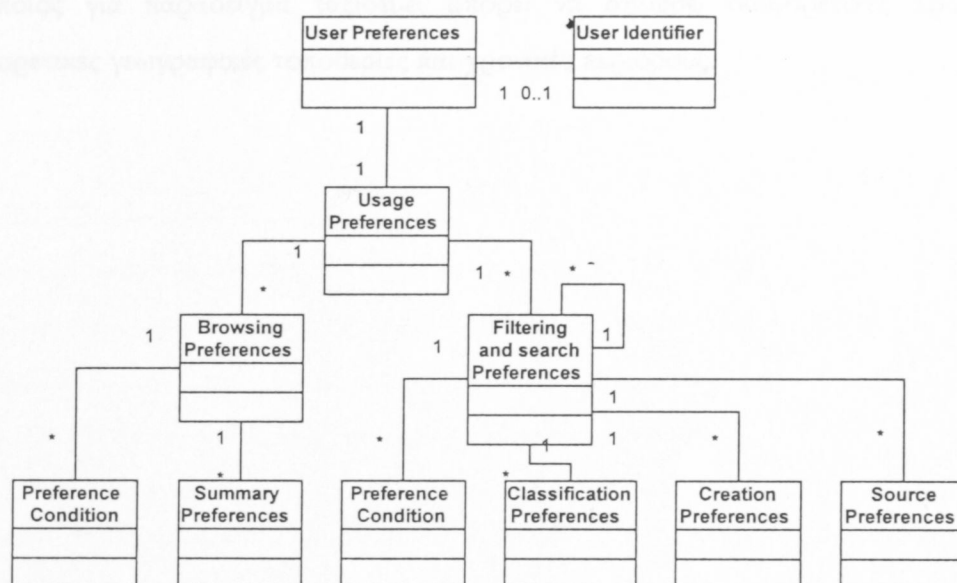 User Preferences
User Identifier
1 0..1
1
1
Usage
Preferences
1
1 *
*
*
1
Browsing
Preferences
1
Filtering
and search
Preferences
1
1
*
1
*
1
1
*
*
*
*
Preference
Condition
Summary
Preferences
Preference
Condition
Classification
Preferences
Creation
Preferences
Source
Preferences